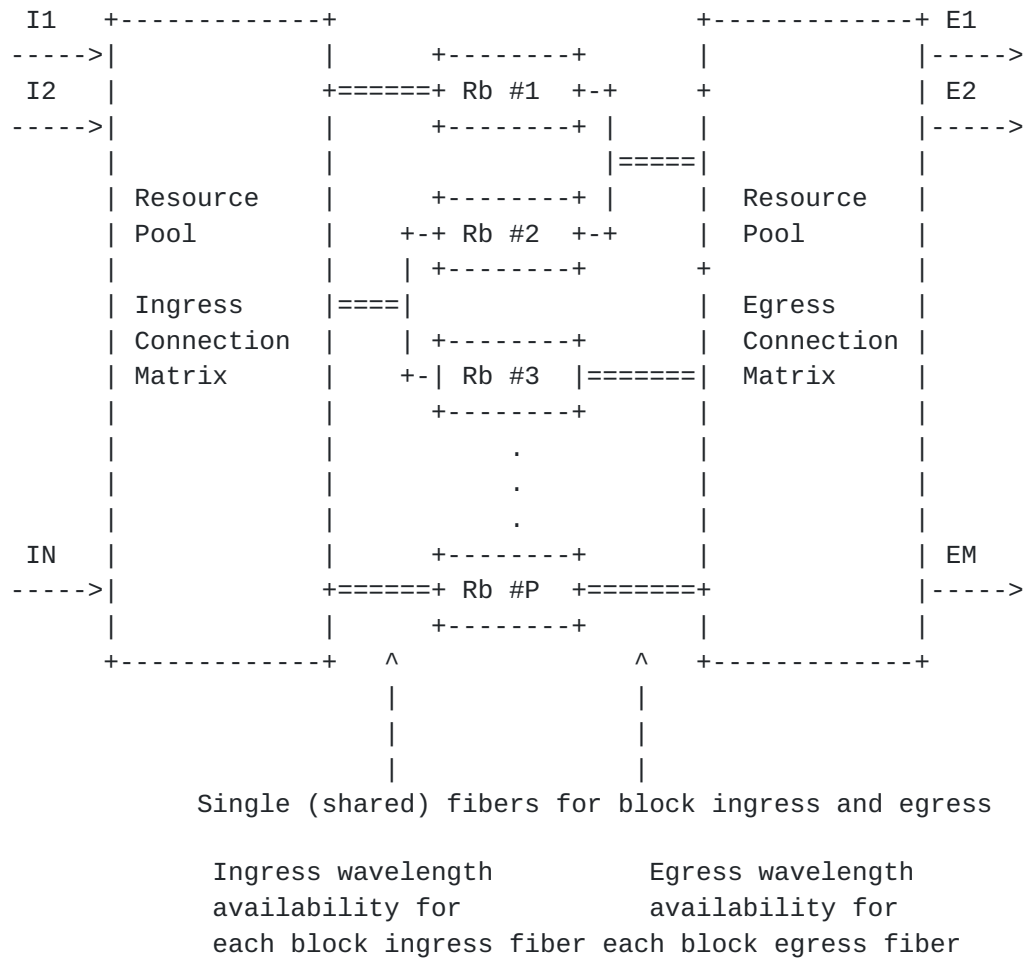 I1   +-------------+                       +-------------+ E1
----->|             |      +--------+       |             |----->
 I2   |             +======+ Rb #1  +-+     +             | E2
----->|             |      +--------+ |     |             |----->
      |             |                 |=====|             |
      | Resource    |      +--------+ |     |  Resource   |
      | Pool        |    +-+ Rb #2  +-+     |  Pool       |
      |             |    | +--------+       +             |
      | Ingress     |====|                  |  Egress     |
      | Connection  |    | +--------+       |  Connection |
      | Matrix      |    +-| Rb #3  |=======|  Matrix     |
      |             |      +--------+       |             |
      |             |           .           |             |
      |             |           .           |             |
      |             |           .           |             |
 IN   |             |      +--------+       |             | EM
----->|             +======+ Rb #P  +=======+             |----->
      |             |      +--------+       |             |
      +-------------+   ^               ^   +-------------+
                        |               |
                        |               |
                        |               |
            Single (shared) fibers for block ingress and egress

             Ingress wavelength          Egress wavelength
             availability for            availability for
             each block ingress fiber each block egress fiber